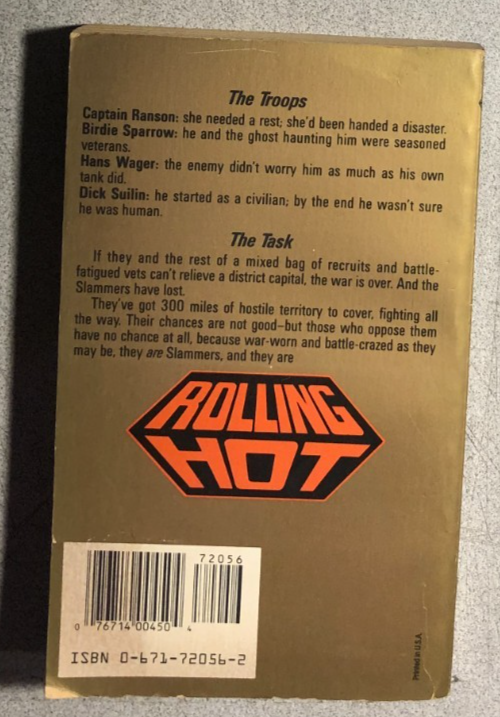 The Troops
Captain Ranson: she needed a rest; she'd been handed a disaster.
Birdie Sparrow: he and the ghost haunting him were seasoned
veterans.
Hans Wager: the enemy didn't worry him as much as his own
tank did.
Dick Suilin: he started as a civilian; by the end he wasn't sure
he was human.
The Task
If they and the rest of a mixed bag of recruits and battle-
fatigued vets can't relieve a district capital, the war is over. And the
Slammers have lost.
They've got 300 miles of hostile territory to cover, fighting all
the way. Their chances are not good–but those who oppose them
have no chance at all, because war-worn and battle-crazed as they
may be, they are Slammers, and they are
ROLLING
HOT
72056
0 76714 00450 4
ISBN 0-671-72056-2
Printed in U.S.A.